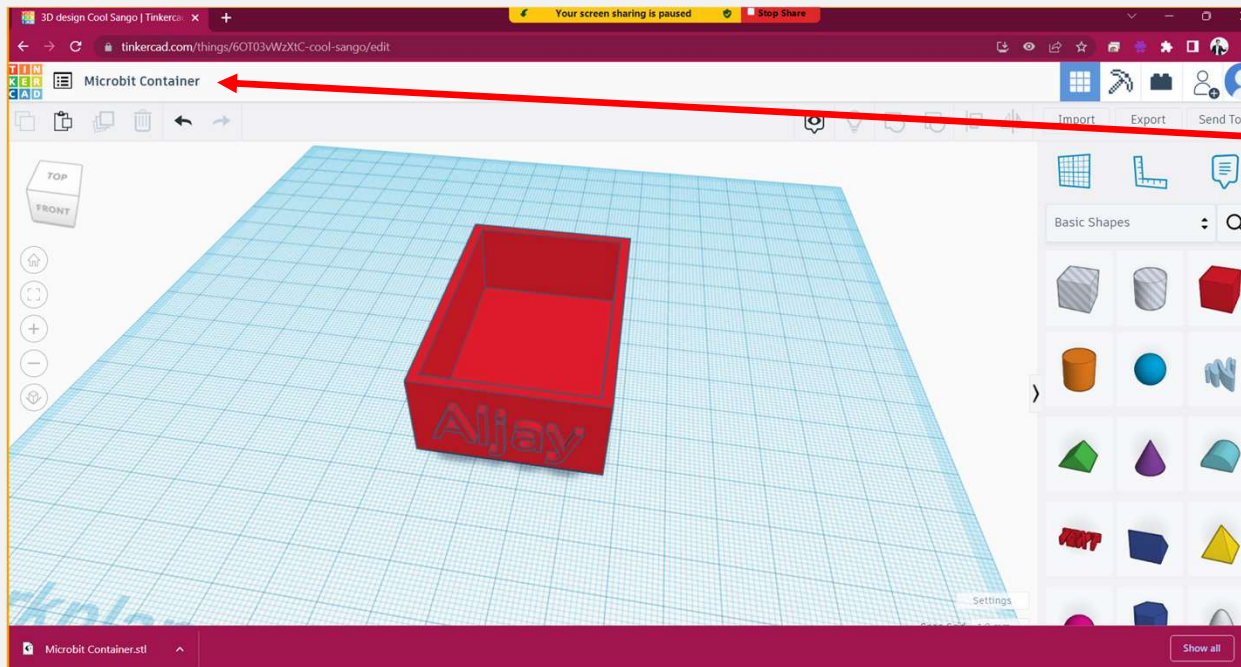 3D design Cool Sango | Tinkercad
Your screen sharing is paused
Stop Share
tinkercad.com/things/6OT03vWzXtC-cool-sango/edit
TIN
KER
CAD
Microbit Container
Import
Export
Send To
TOP
FRONT
Basic Shapes
Aljay
TEXT
Settings
Microbit Container.stl
Show all